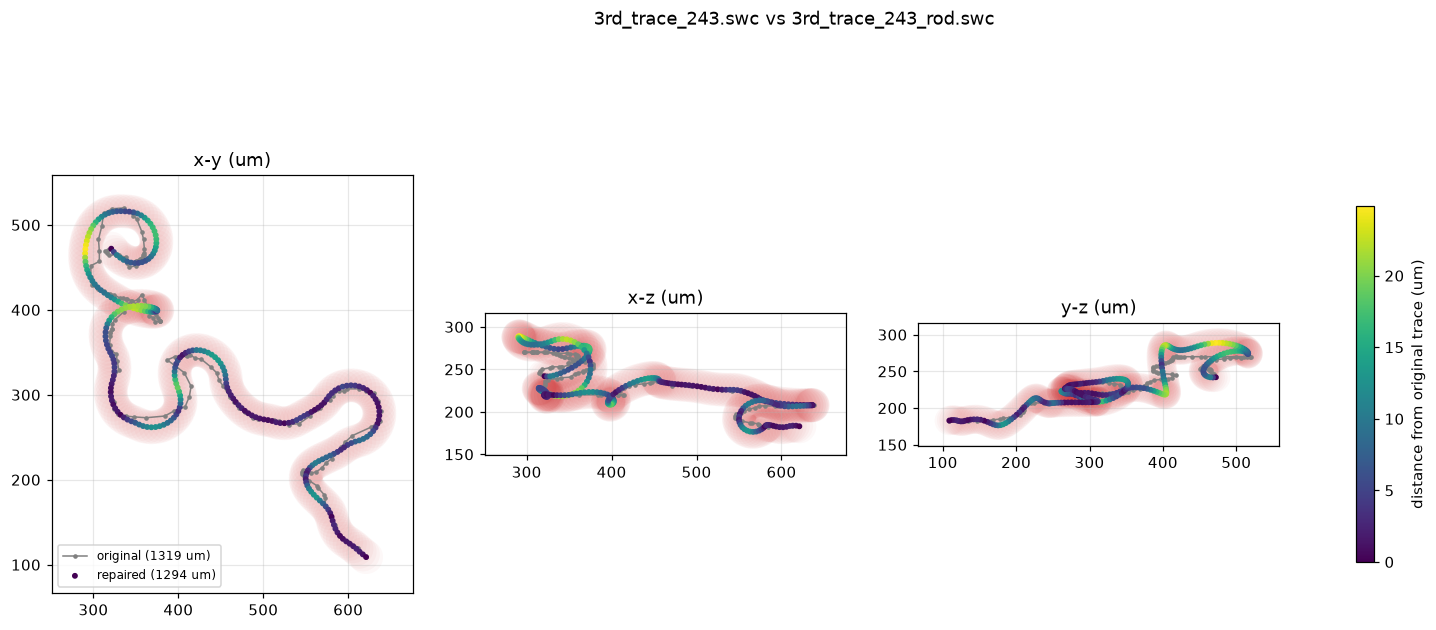 3rd_trace_243.swc vs 3rd_trace_243_rod.swc
x-y (um)
500
400
300
200
100
300 400 500 600
original (1319 um)
repaired (1294 um)
x-z (um)
300
250
200
150
300 400 500 600
y-z (um)
300
250
200
150
100 200 300 400 500
20
15
10
5
0
distance from original trace (um)